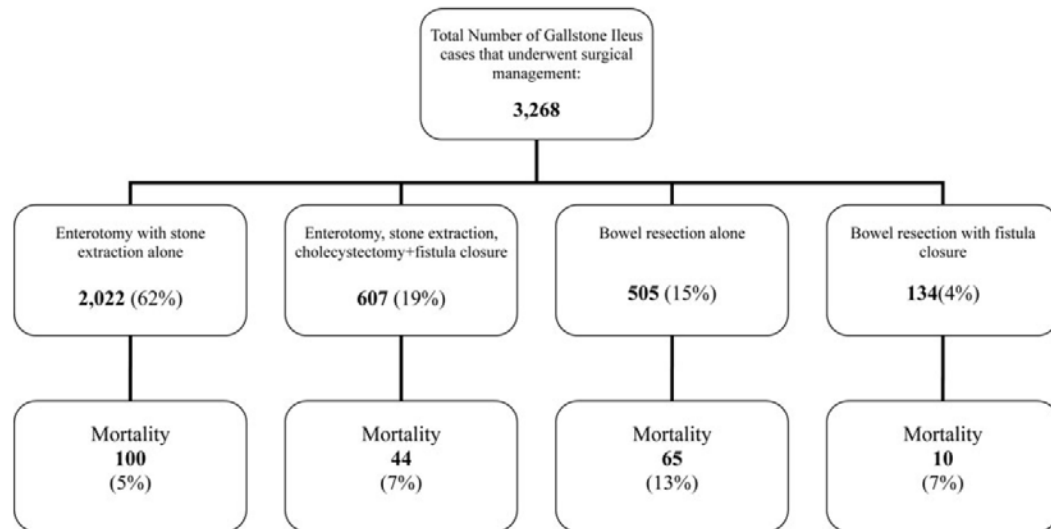 Total Number of Gallstone Ileus
cases that underwent surgical
management:
3,268
Enterotomy with stone
extraction alone
2,022 (62%)
Enterotomy, stone extraction,
cholecystectomy+fistula closure
607 (19%)
Bowel resection alone
505 (15%)
Bowel resection with fistula
closure
134(4%)
Mortality
100
(5%)
Mortality
44
(7%)
Mortality
65
(13%)
Mortality
10
(7%)